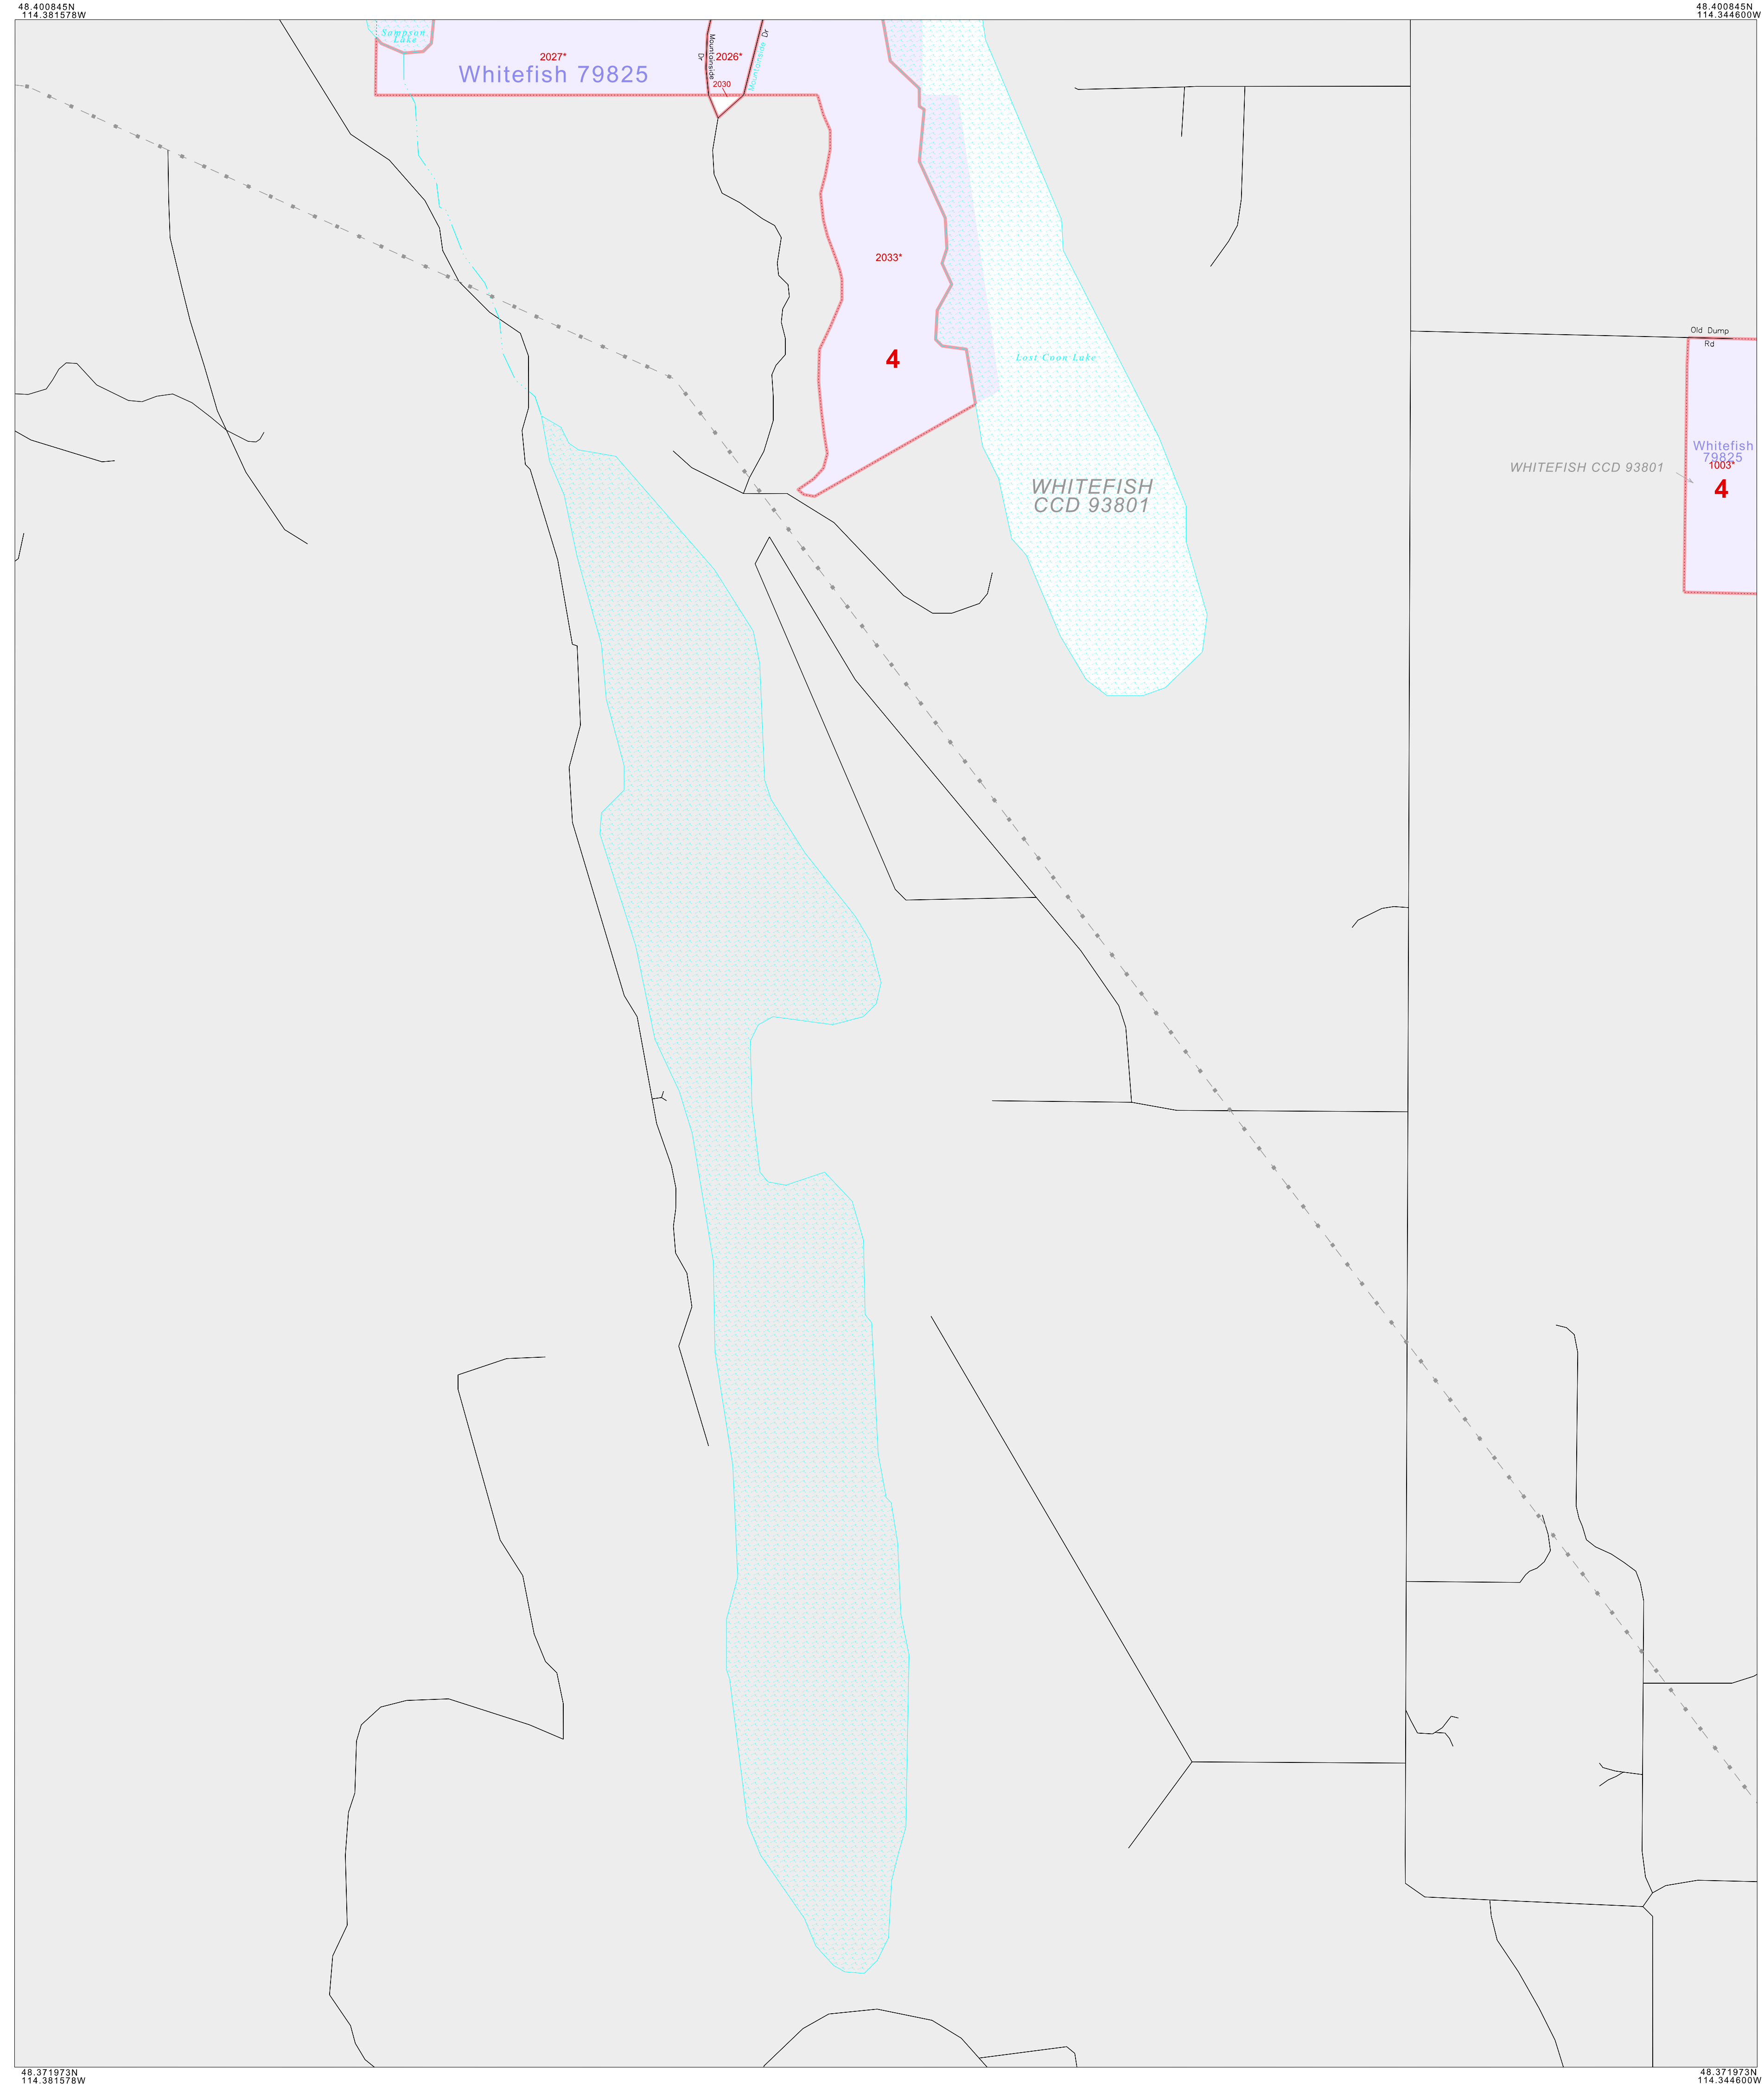 48.400845N
114.381578W
48.400845N
114.344600W
Sampson
Lake
2027*
Whitefish 79825
Mountainside
Dr
2026*
2030
Mountainside
Dr
2033*
4
Lost Coon Lake
WHITEFISH
CCD 93801
Old Dump
Rd
Whitefish
79825
1003*
WHITEFISH CCD 93801
4
48.371973N
114.381578W
48.371973N
114.344600W